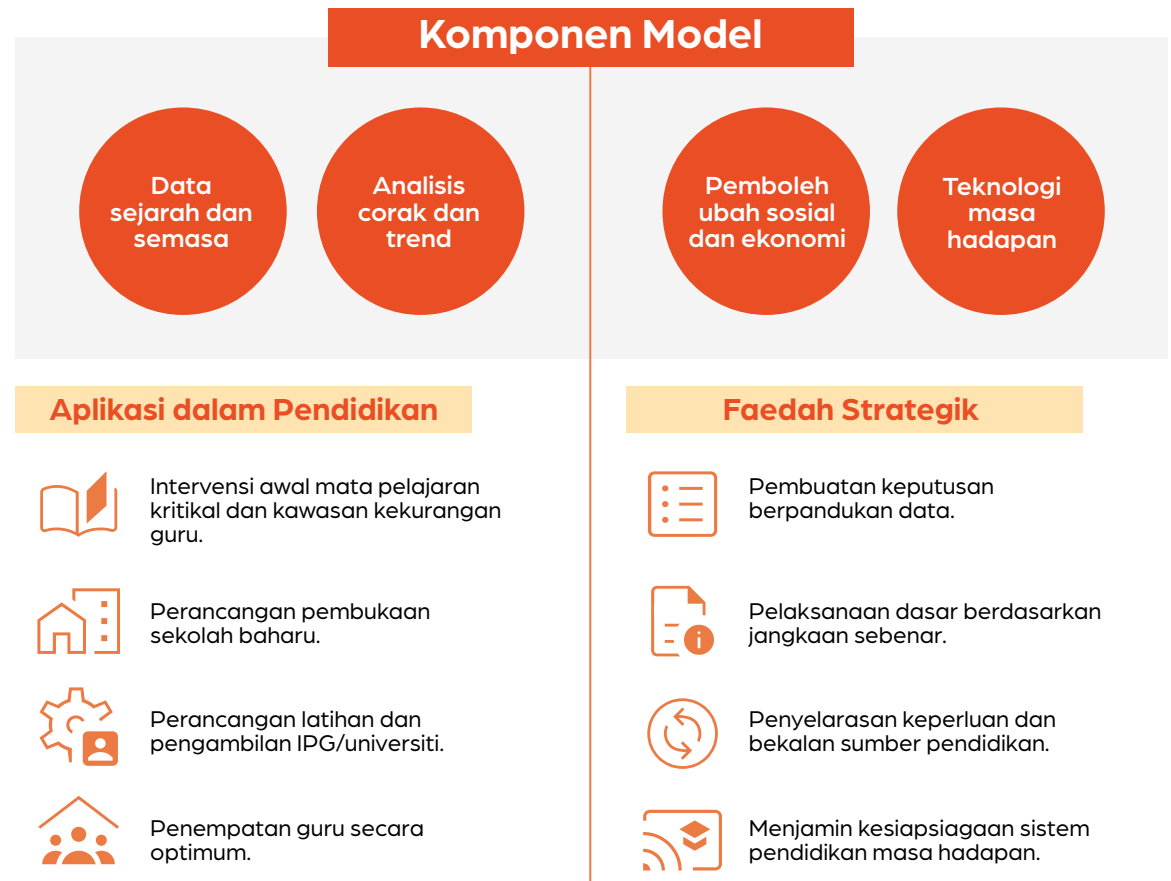 Komponen Model
Data
sejarah dan
semasa
Analisis
corak dan
trend
Pemboleh
ubah sosial
dan ekonomi
Teknologi
masa
hadapan
Aplikasi dalam Pendidikan
Intervensi awal mata pelajaran
kritikal dan kawasan kekurangan
guru.
Perancangan pembukaan
sekolah baharu.
Perancangan latihan dan
pengambilan IPG/universiti.
Penempatan guru secara
optimum.
Faedah Strategik
Pembuatan keputusan
berpandukan data.
Pelaksanaan dasar berdasarkan
jangkaan sebenar.
Penyelarasan keperluan dan
bekalan sumber pendidikan.
Menjamin kesiapsiagaan sistem
pendidikan masa hadapan.